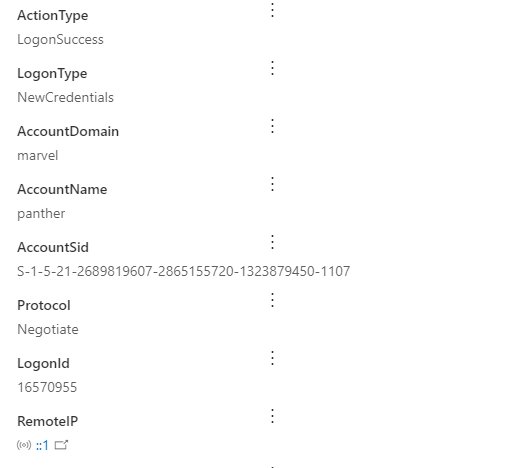 ActionType
LogonSuccess
LogonType
NewCredentials
AccountDomain
marvel
AccountName
panther
AccountSid
S-1-5-21-2689819607-2865155720-1323879450-1107
Protocol
Negotiate
LogonId
16570955
RemoteIP
::1